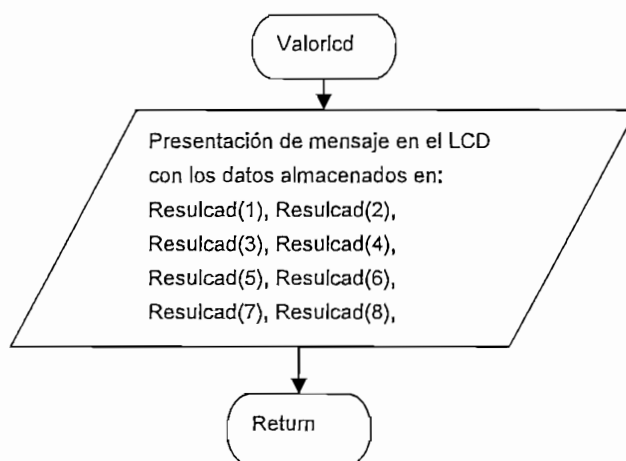 Valorlcd
Presentación de mensaje en el LCD
con los datos almacenados en:
Resulcad(1), Resulcad(2),
Resulcad(3), Resulcad(4),
Resulcad(5), Resulcad(6),
Resulcad(7), Resulcad(8),
Return